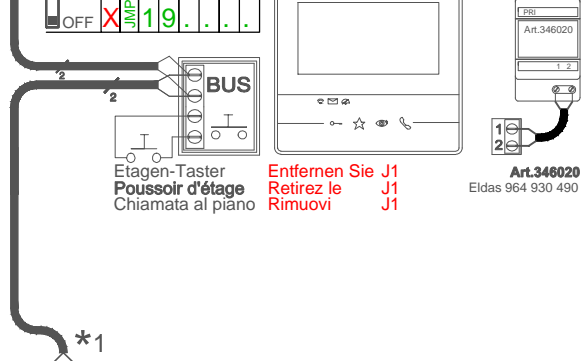 OFF X JMP 1 9 . . . .
PRI
Art.346020
1 2
2
2
BUS
1
2
Etagen-Taster
Poussoir d'étage
Chiamata al piano
Entfernen Sie J1
Retirez le J1
Rimuovi J1
Art.346020
Eldas 964 930 490
*1